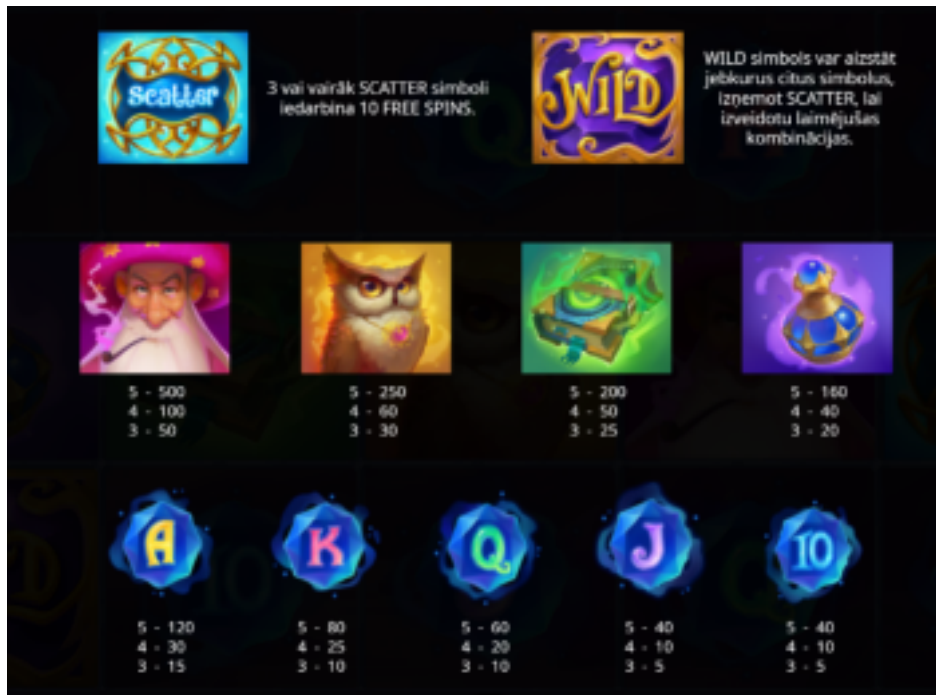 Scatter
3 vai vairāk SCATTER simboli
iedarbina 10 FREE SPINS.
WILD
WILD simbols var aizstāt
jebkurus citus simbolus,
izņemot SCATTER, lai
izveidotu laimējušas
kombinācijas.
5 - 500
4 - 100
3 - 50
5 - 250
4 - 60
3 - 30
5 - 200
4 - 50
3 - 25
5 - 160
4 - 40
3 - 20
A
K
Q
J
10
5 - 120
4 - 30
3 - 15
5 - 80
4 - 25
3 - 10
5 - 60
4 - 20
3 - 10
5 - 40
4 - 10
3 - 5
5 - 40
4 - 10
3 - 5